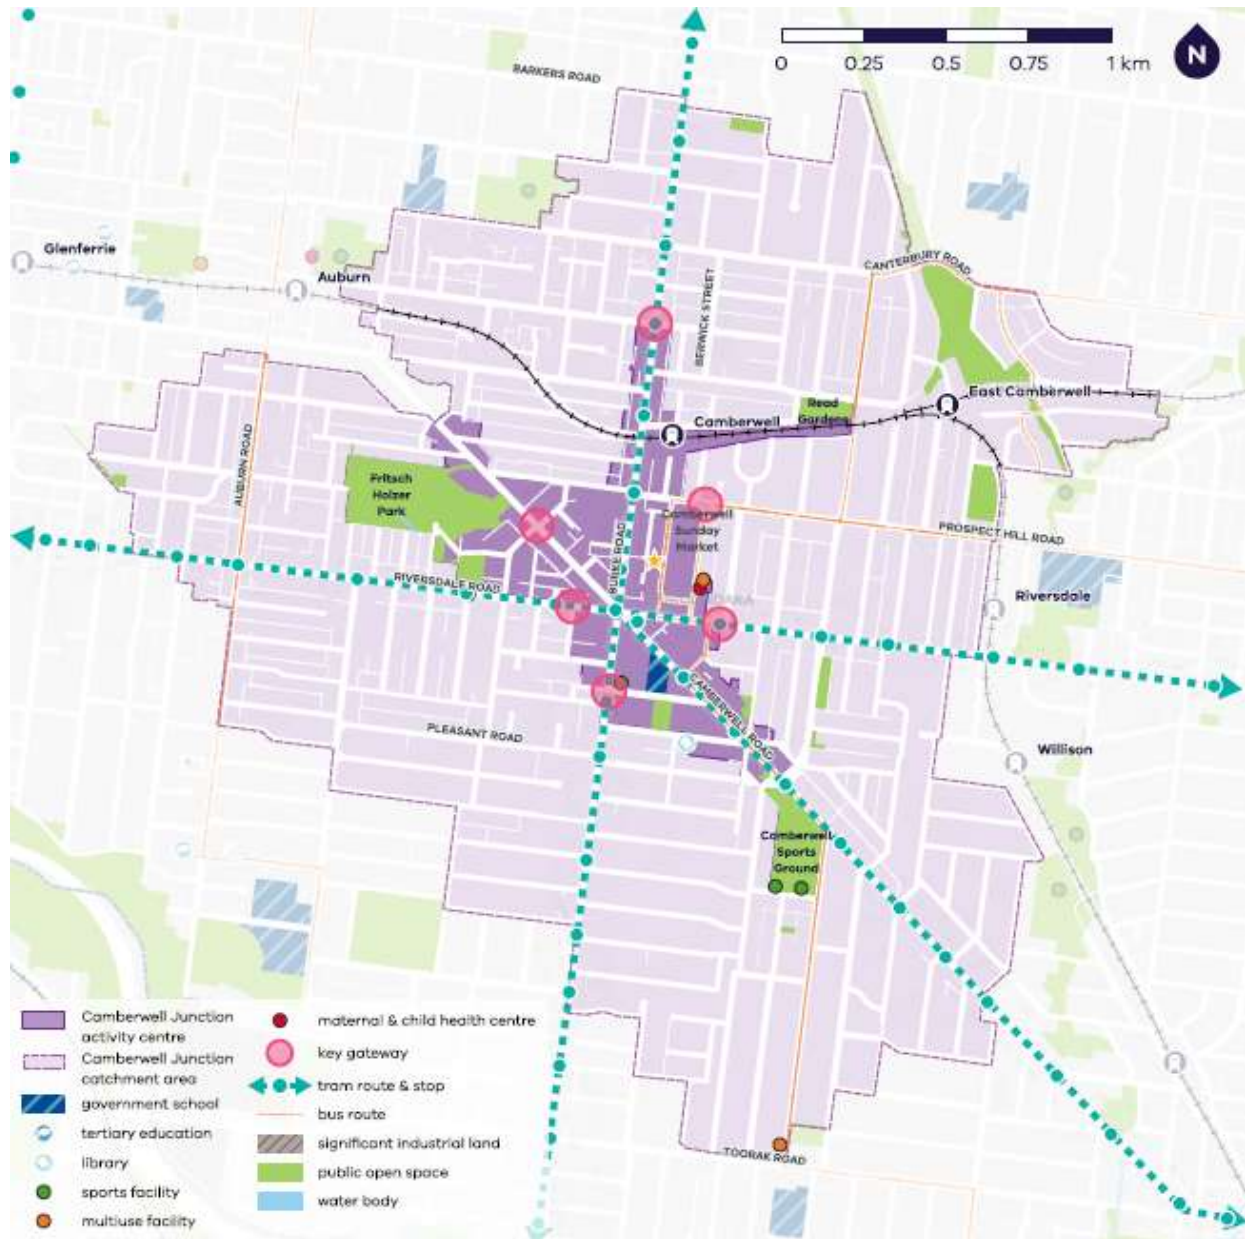 0 0.25 0.5 0.75 1 km
N
BARKERS ROAD
Glenferrie
Auburn
CANTERBURY ROAD
BERWICK STREET
East Camberwell
Read
Gardens
Camberwell
AUBURN ROAD
Fritsch
Holzer
Park
Camberwell
Sunday
Market
PROSPECT HILL ROAD
BURKE ROAD
RIVERSDALE ROAD
Riversdale
CAMBERWELL ROAD
PLEASANT ROAD
Willison
Camberwell
Sports
Ground
TOORAK ROAD
Camberwell Junction
activity centre
Camberwell Junction
catchment area
government school
tertiary education
library
sports facility
multiuse facility
maternal & child health centre
key gateway
tram route & stop
bus route
significant industrial land
public open space
water body